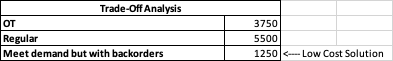 Trade-Off Analysis
OT 3750
Regular 5500
Meet demand but with backorders 1250 <---- Low Cost Solution